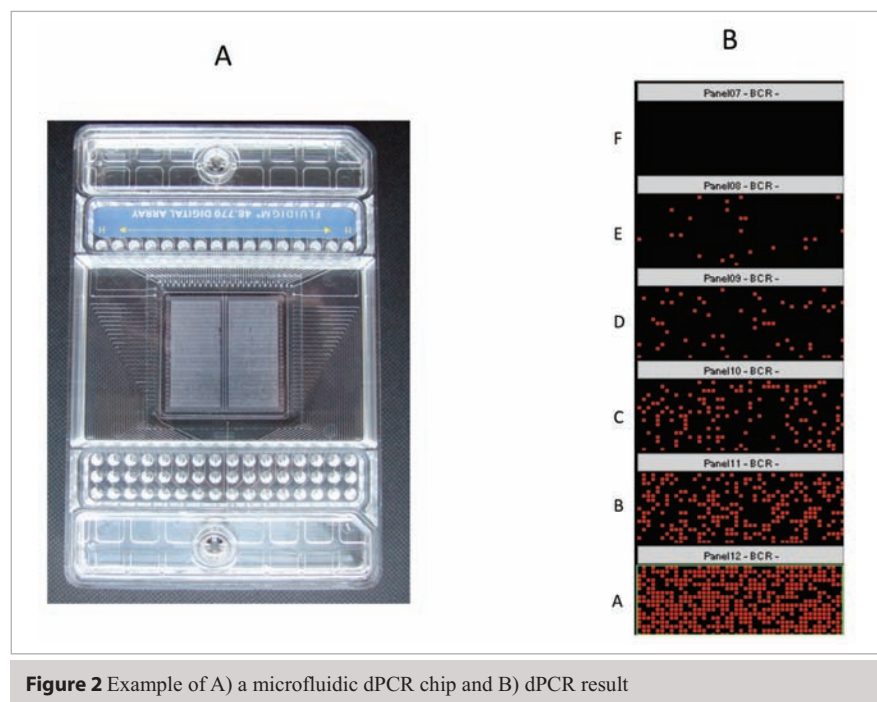 A
B
FLUIDIGM® 48.770 DIGITAL ARRAY
H H
Panel07 - BCR -
F
Panel08 - BCR -
E
Panel09 - BCR -
D
Panel10 - BCR -
C
Panel11 - BCR -
B
Panel12 - BCR -
A
Figure 2 Example of A) a microfluidic dPCR chip and B) dPCR result